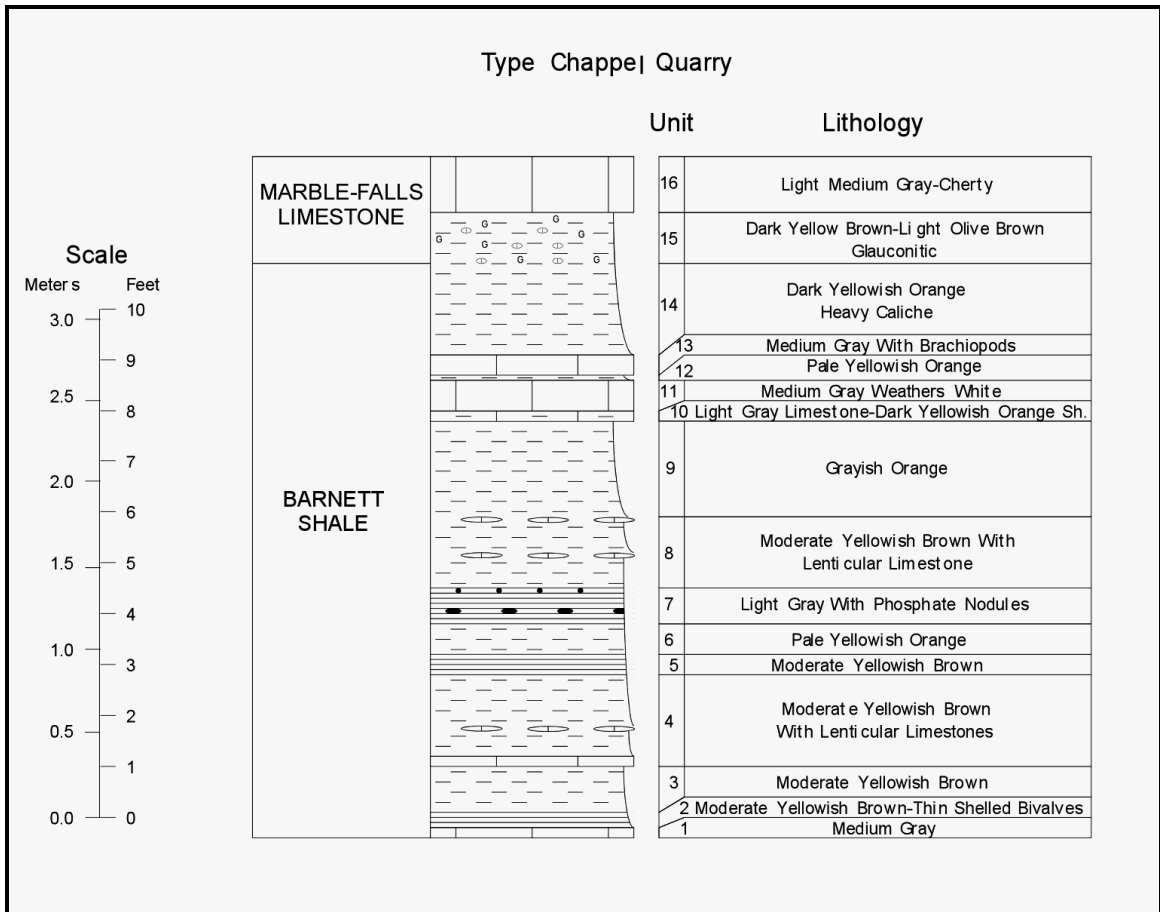 Type Chappel Quarry
Unit Lithology
MARBLE-FALLS
LIMESTONE
BARNETT
SHALE
Scale
Meters Feet
10
3.0
9
2.5
8
7
2.0
6
1.5
5
4
1.0
3
2
0.5
1
0.0 0
G
G
G
G
G
G
G
16 Light Medium Gray-Cherty
15 Dark Yellow Brown-Light Olive Brown
Glauconitic
14 Dark Yellowish Orange
Heavy Caliche
13 Medium Gray With Brachiopods
12 Pale Yellowish Orange
11 Medium Gray Weathers White
10 Light Gray Limestone-Dark Yellowish Orange Sh.
9 Grayish Orange
8 Moderate Yellowish Brown With
Lenticular Limestone
7 Light Gray With Phosphate Nodules
6 Pale Yellowish Orange
5 Moderate Yellowish Brown
4 Moderate Yellowish Brown
With Lenticular Limestones
3 Moderate Yellowish Brown
2 Moderate Yellowish Brown-Thin Shelled Bivalves
1 Medium Gray